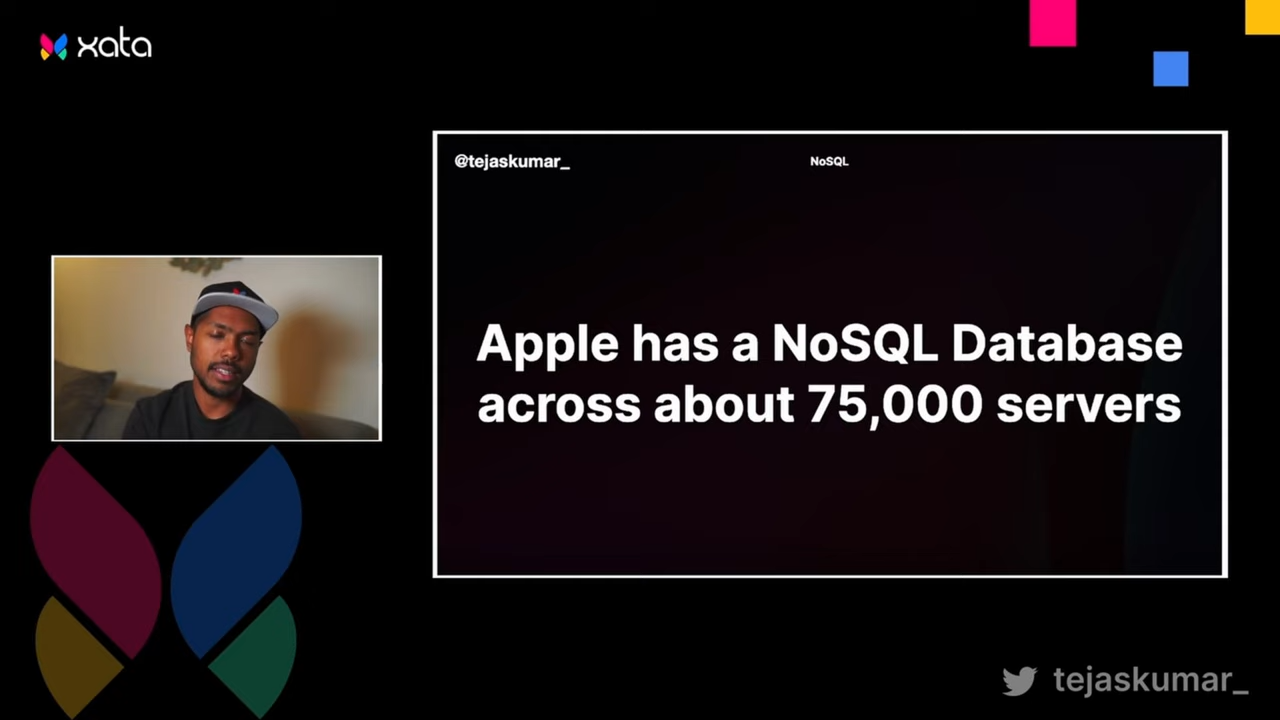 xata
@tejaskumar_
NoSQL
Apple has a NoSQL Database
across about 75,000 servers
tejaskumar_